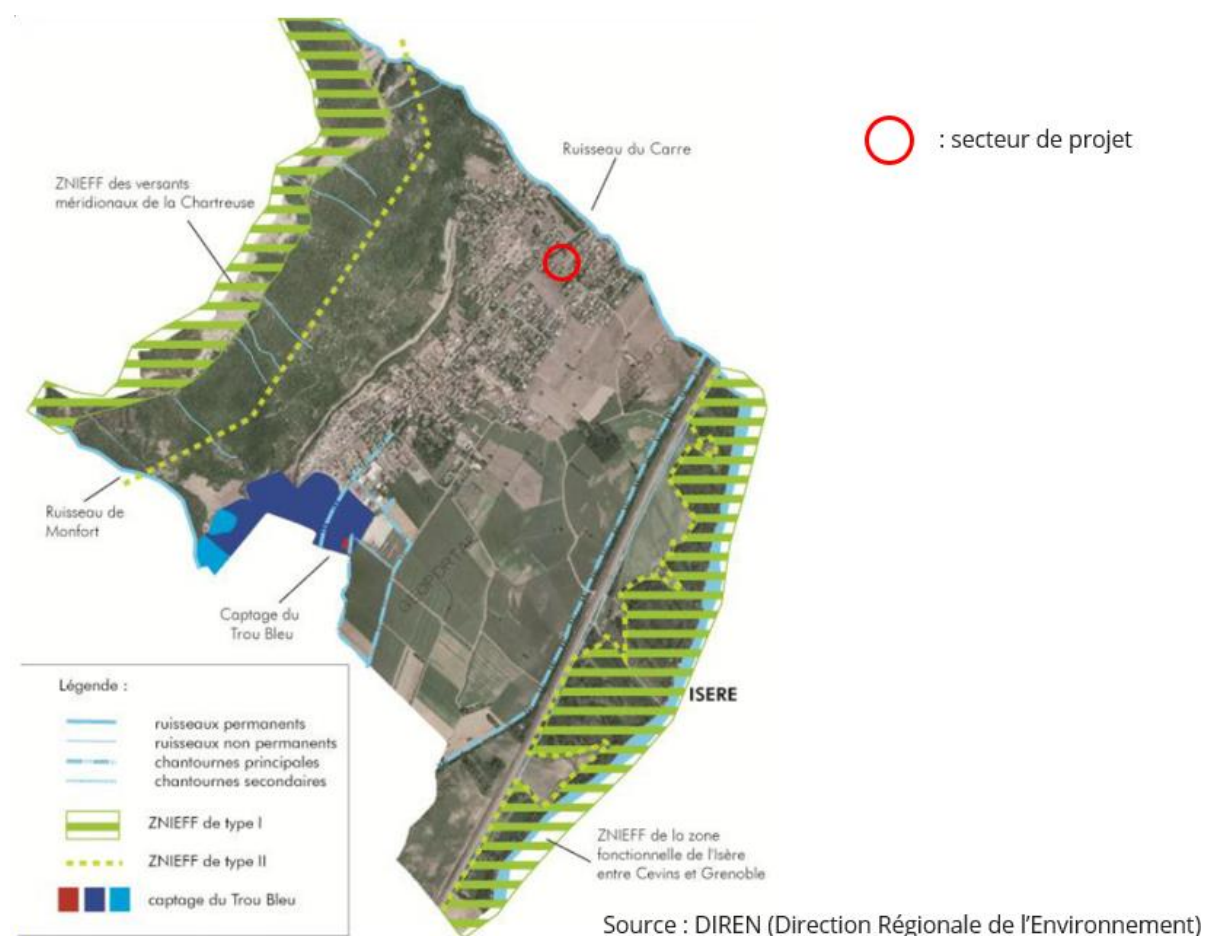 Ruisseau du Carre
: secteur de projet
ZNIEFF des versants
méridionaux de la Chartreuse
Ruisseau de
Monfort
Captage du
Trou Bleu
ISERE
Légende :
ruisseaux permanents
ruisseaux non permanents
chantournes principales
chantournes secondaires
ZNIEFF de type I
ZNIEFF de type II
captage du Trou Bleu
ZNIEFF de la zone
fonctionnelle de l'Isère
entre Cevins et Grenoble
Source : DIREN (Direction Régionale de l'Environnement)